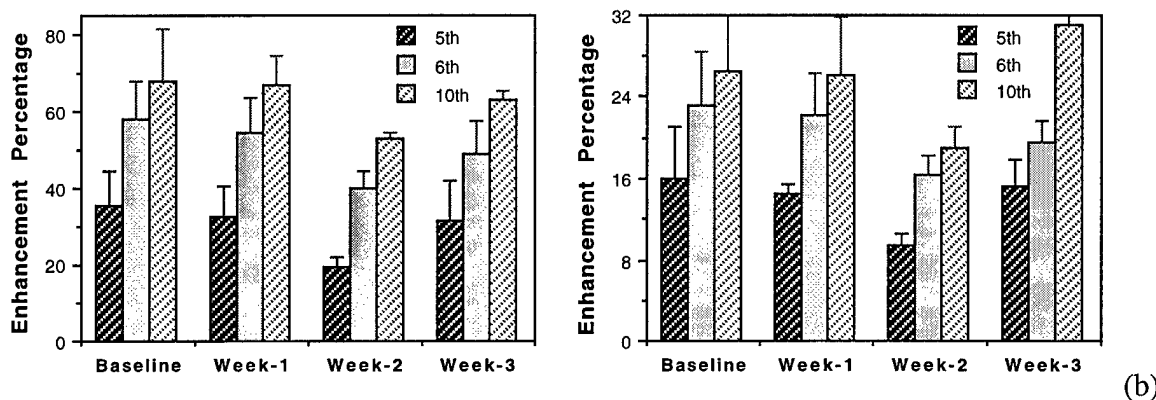 Enhancement Percentage
80
60
40
20
0
5th
6th
10th
Baseline Week-1 Week-2 Week-3
Enhancement Percentage
32
24
16
8
0
5th
6th
10th
Baseline Week-1 Week-2 Week-3
(b)